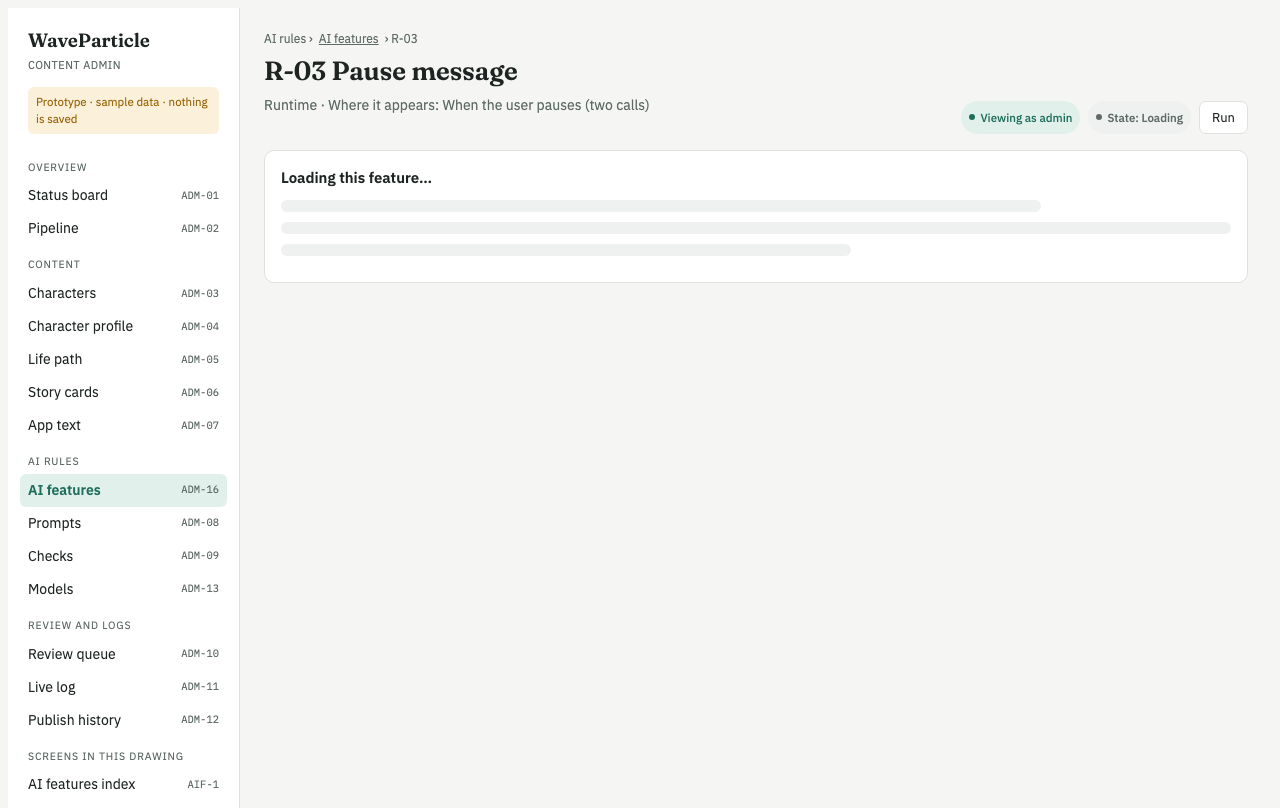 WaveParticle
CONTENT ADMIN
Prototype · sample data · nothing
is saved
OVERVIEW
Status board ADM-01
Pipeline ADM-02
CONTENT
Characters ADM-03
Character profile ADM-04
Life path ADM-05
Story cards ADM-06
App text ADM-07
AI RULES
AI features ADM-16
Prompts ADM-08
Checks ADM-09
Models ADM-13
REVIEW AND LOGS
Review queue ADM-10
Live log ADM-11
Publish history ADM-12
SCREENS IN THIS DRAWING
AI features index AIF-1
AI rules › AI features › R-03
R-03 Pause message
Runtime · Where it appears: When the user pauses (two calls)
Viewing as admin
State: Loading
Run
Loading this feature…